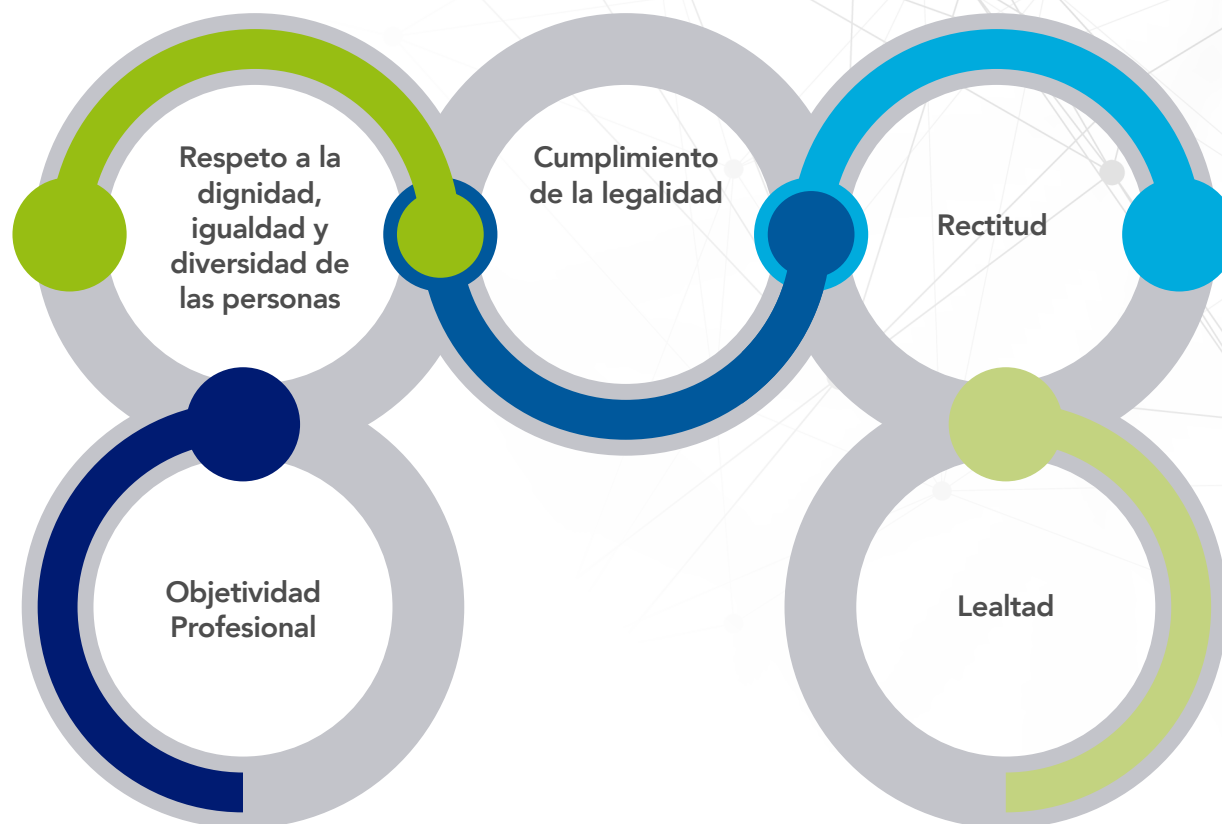 Respeto a la
dignidad,
igualdad y
diversidad de
las personas
Cumplimiento
de la legalidad
Rectitud
Objetividad
Profesional
Lealtad